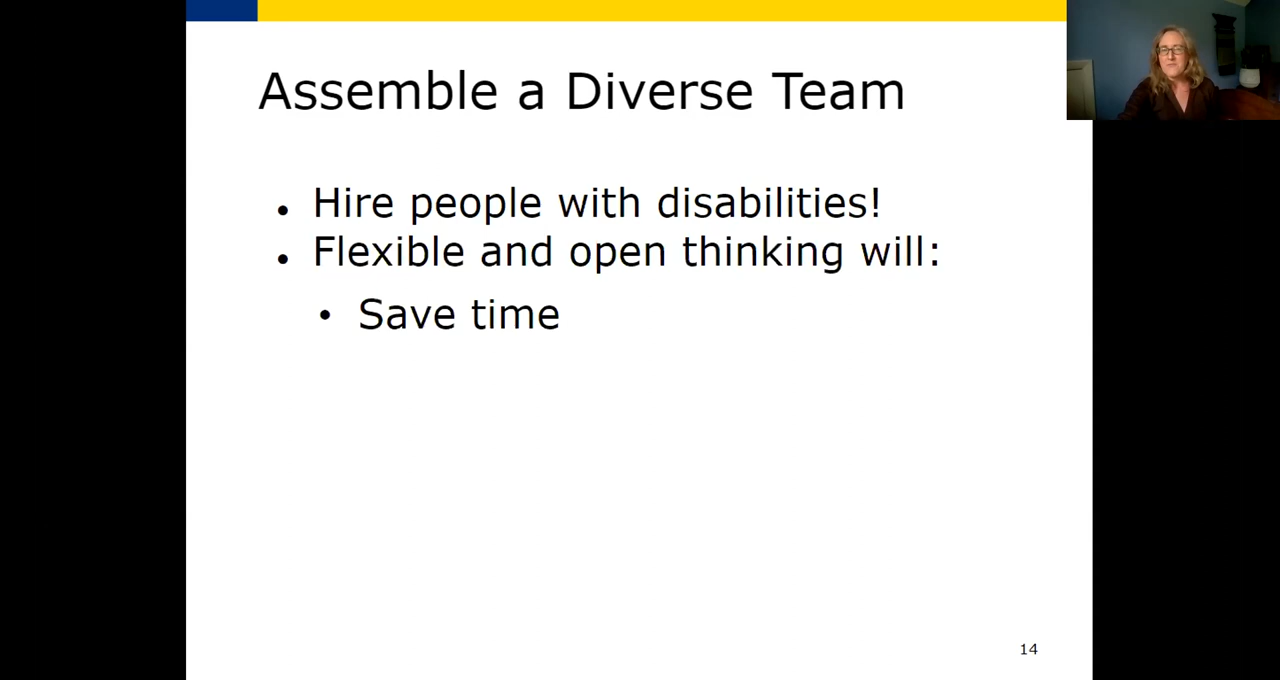 Assemble a Diverse Team
• Hire people with disabilities!
• Flexible and open thinking will:
• Save time
14